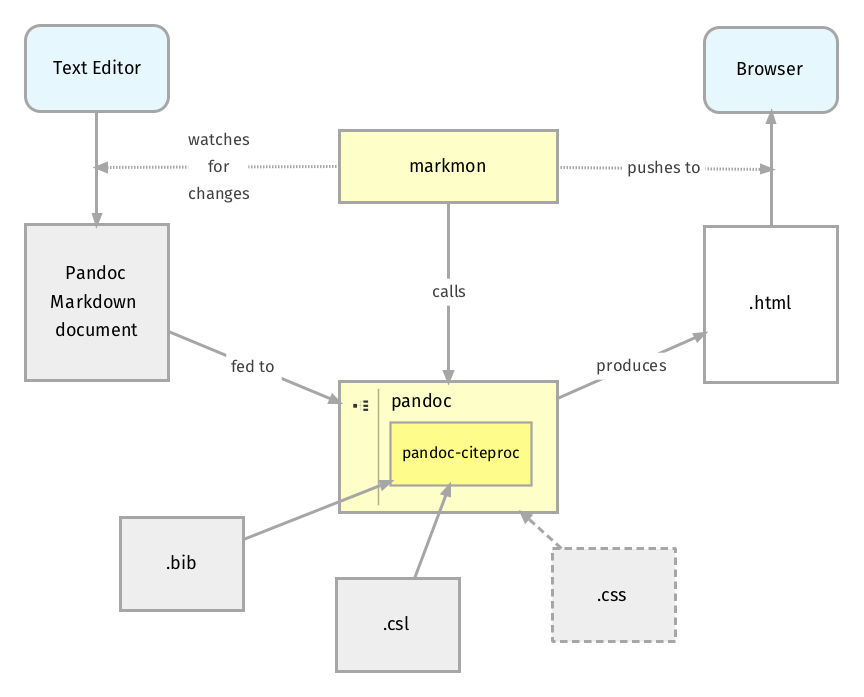 Text Editor
Browser
watches
for
changes
markmon
pushes to
Pandoc
Markdown
document
calls
.html
fed to
produces
pandoc
pandoc-citeproc
.bib
.css
.csl